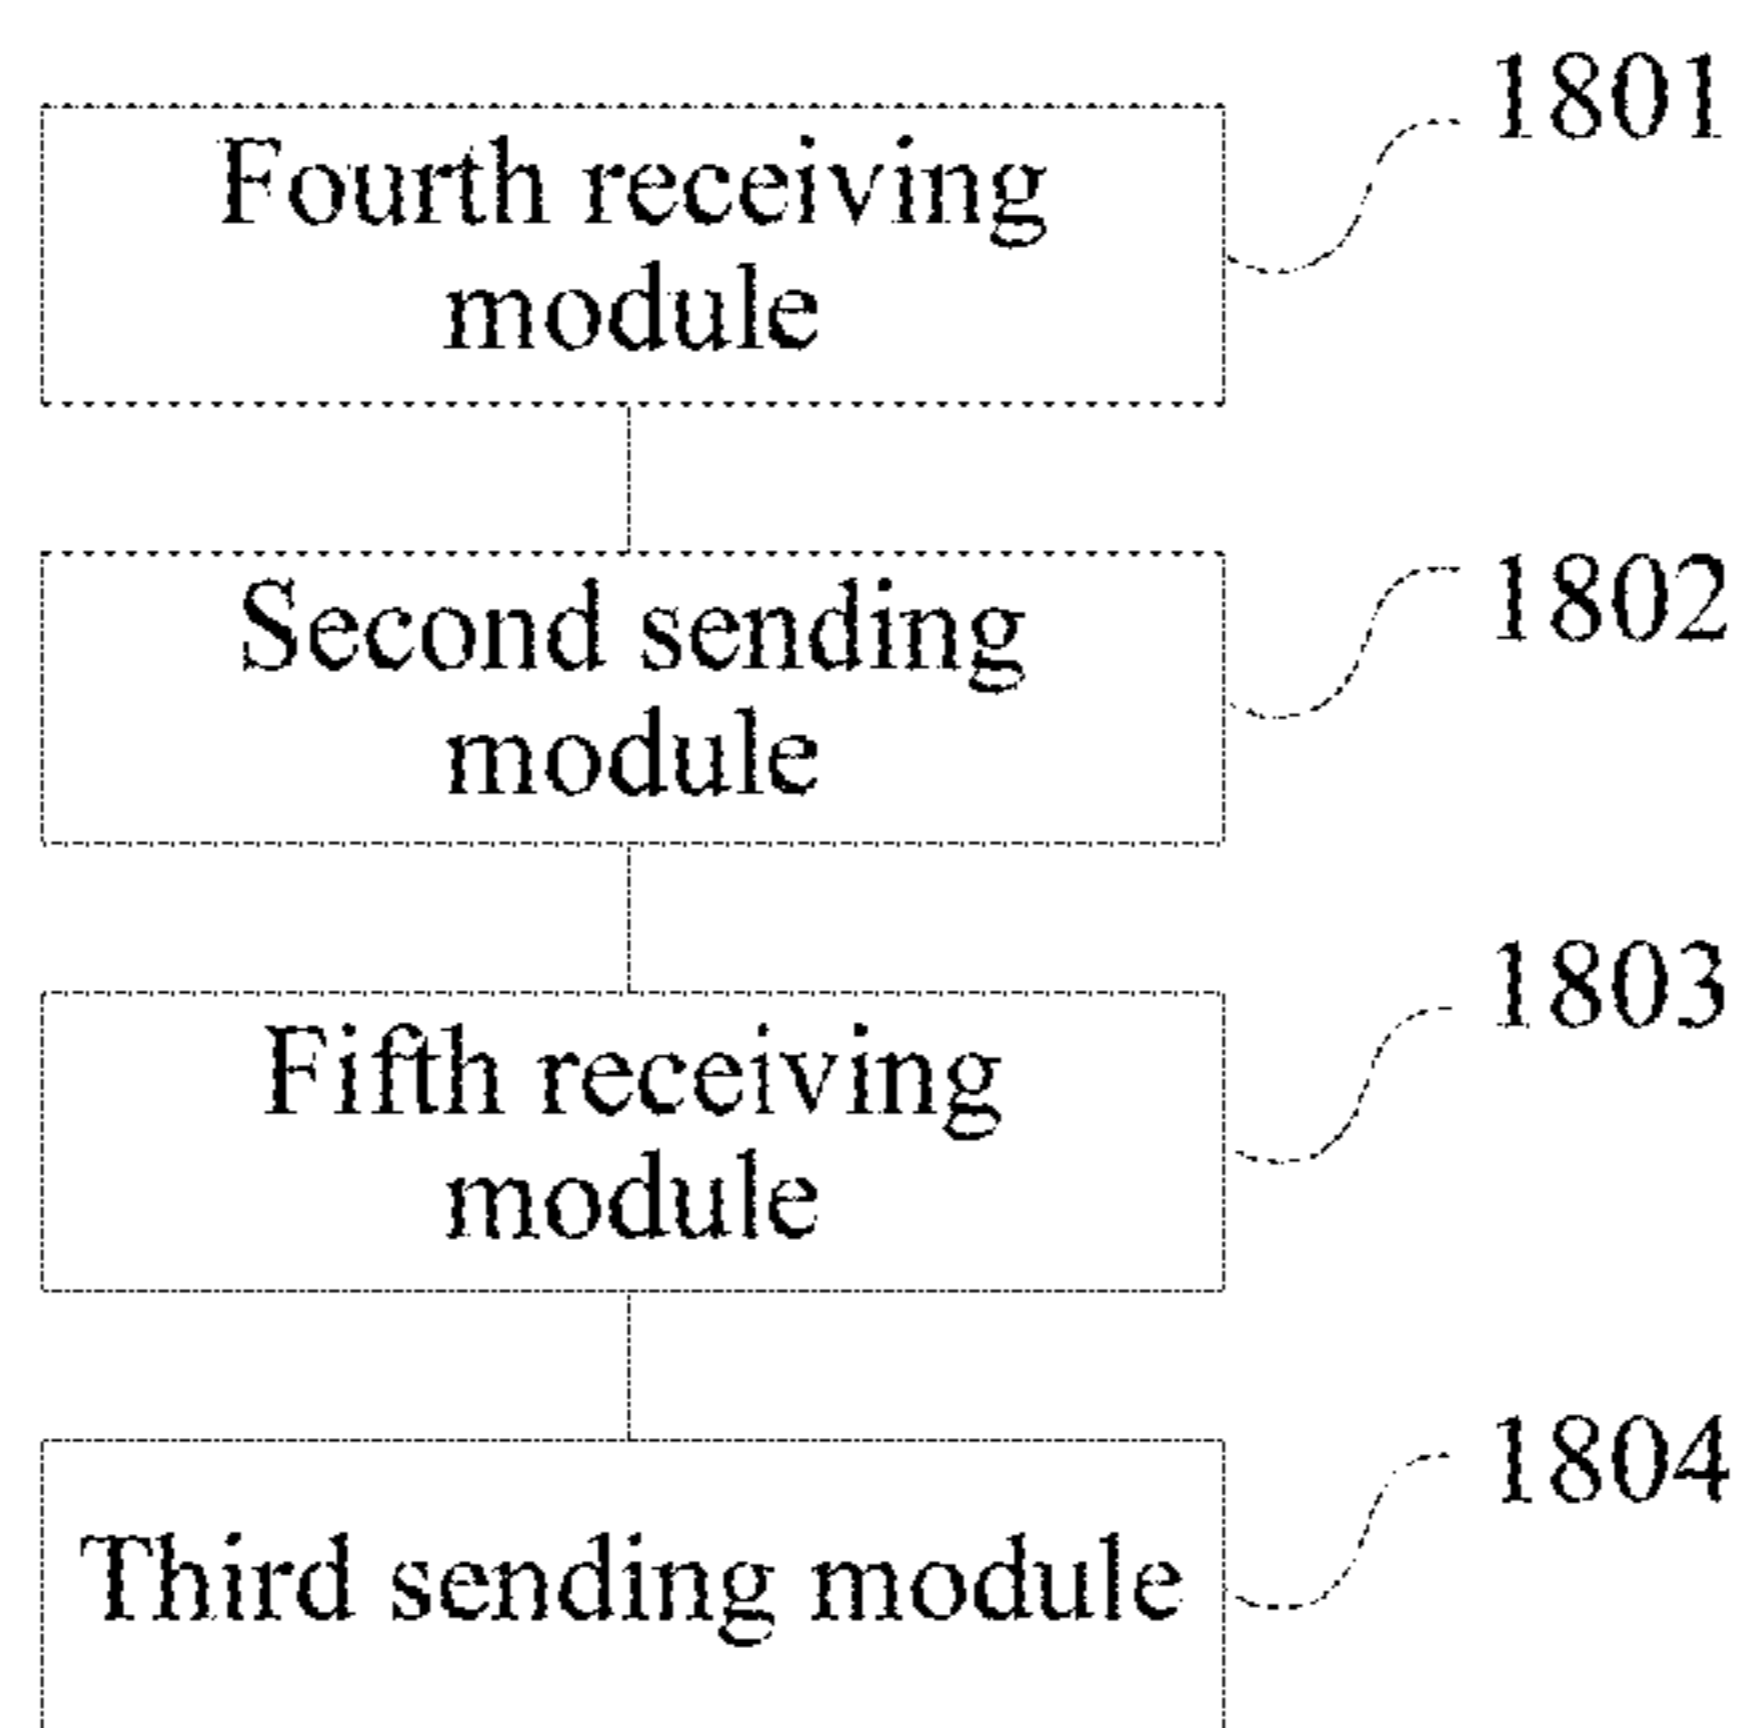 1801
Fourth receiving
module
1802
Second sending
module
1803
Fifth receiving
module
1804
Third sending module